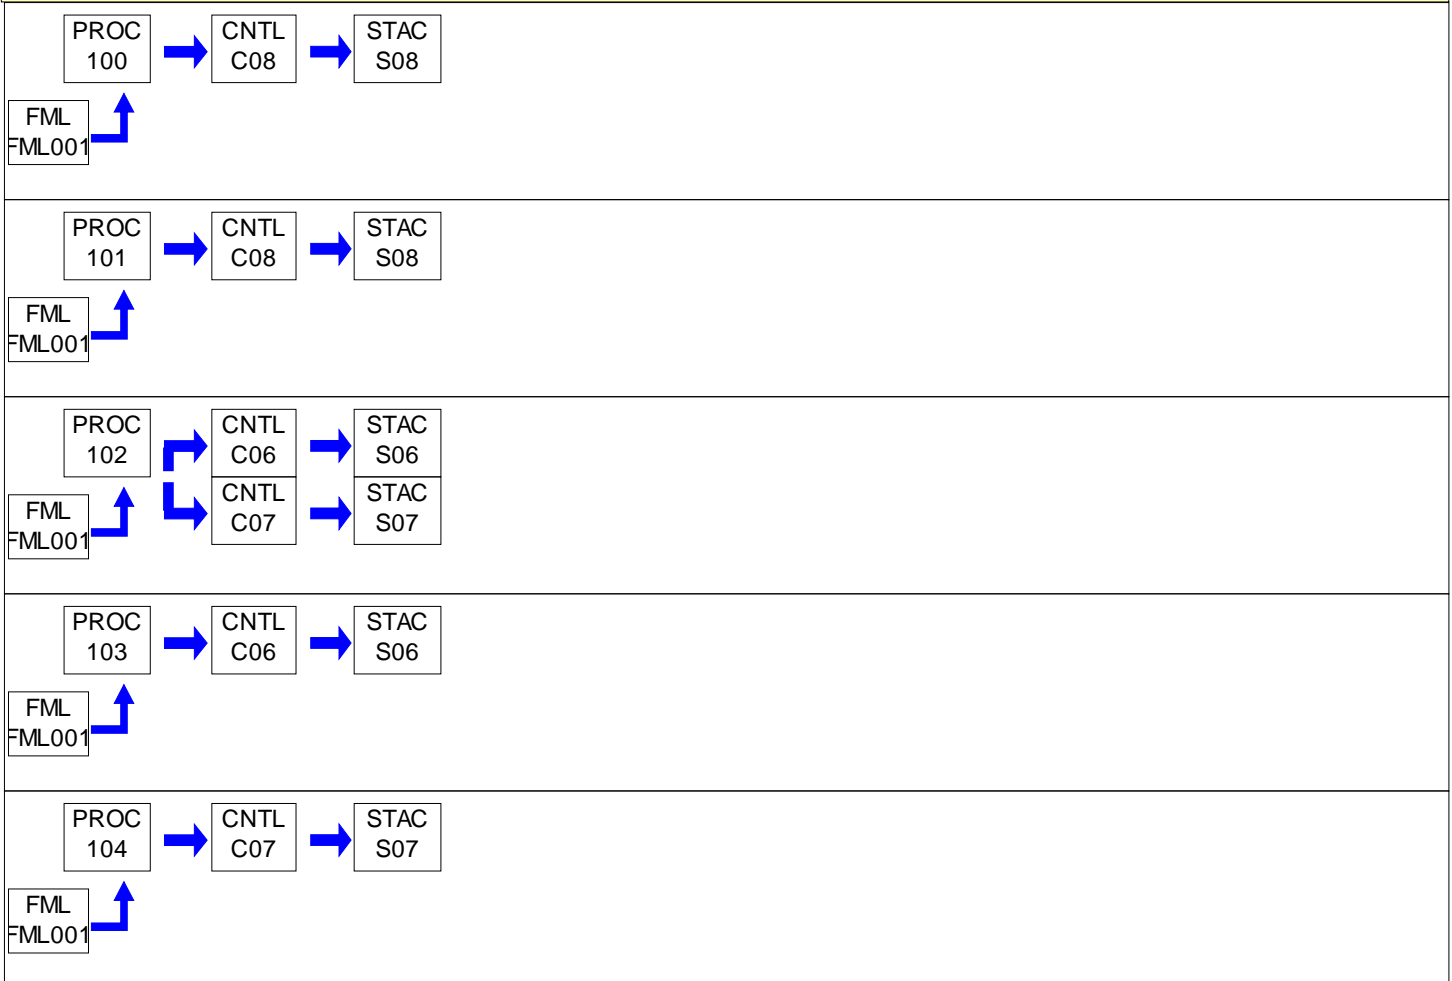 PROC
100
CNTL
C08
STAC
S08
FML
FML001
PROC
101
CNTL
C08
STAC
S08
FML
FML001
PROC
102
CNTL
C06
STAC
S06
CNTL
C07
STAC
S07
FML
FML001
PROC
103
CNTL
C06
STAC
S06
FML
FML001
PROC
104
CNTL
C07
STAC
S07
FML
FML001